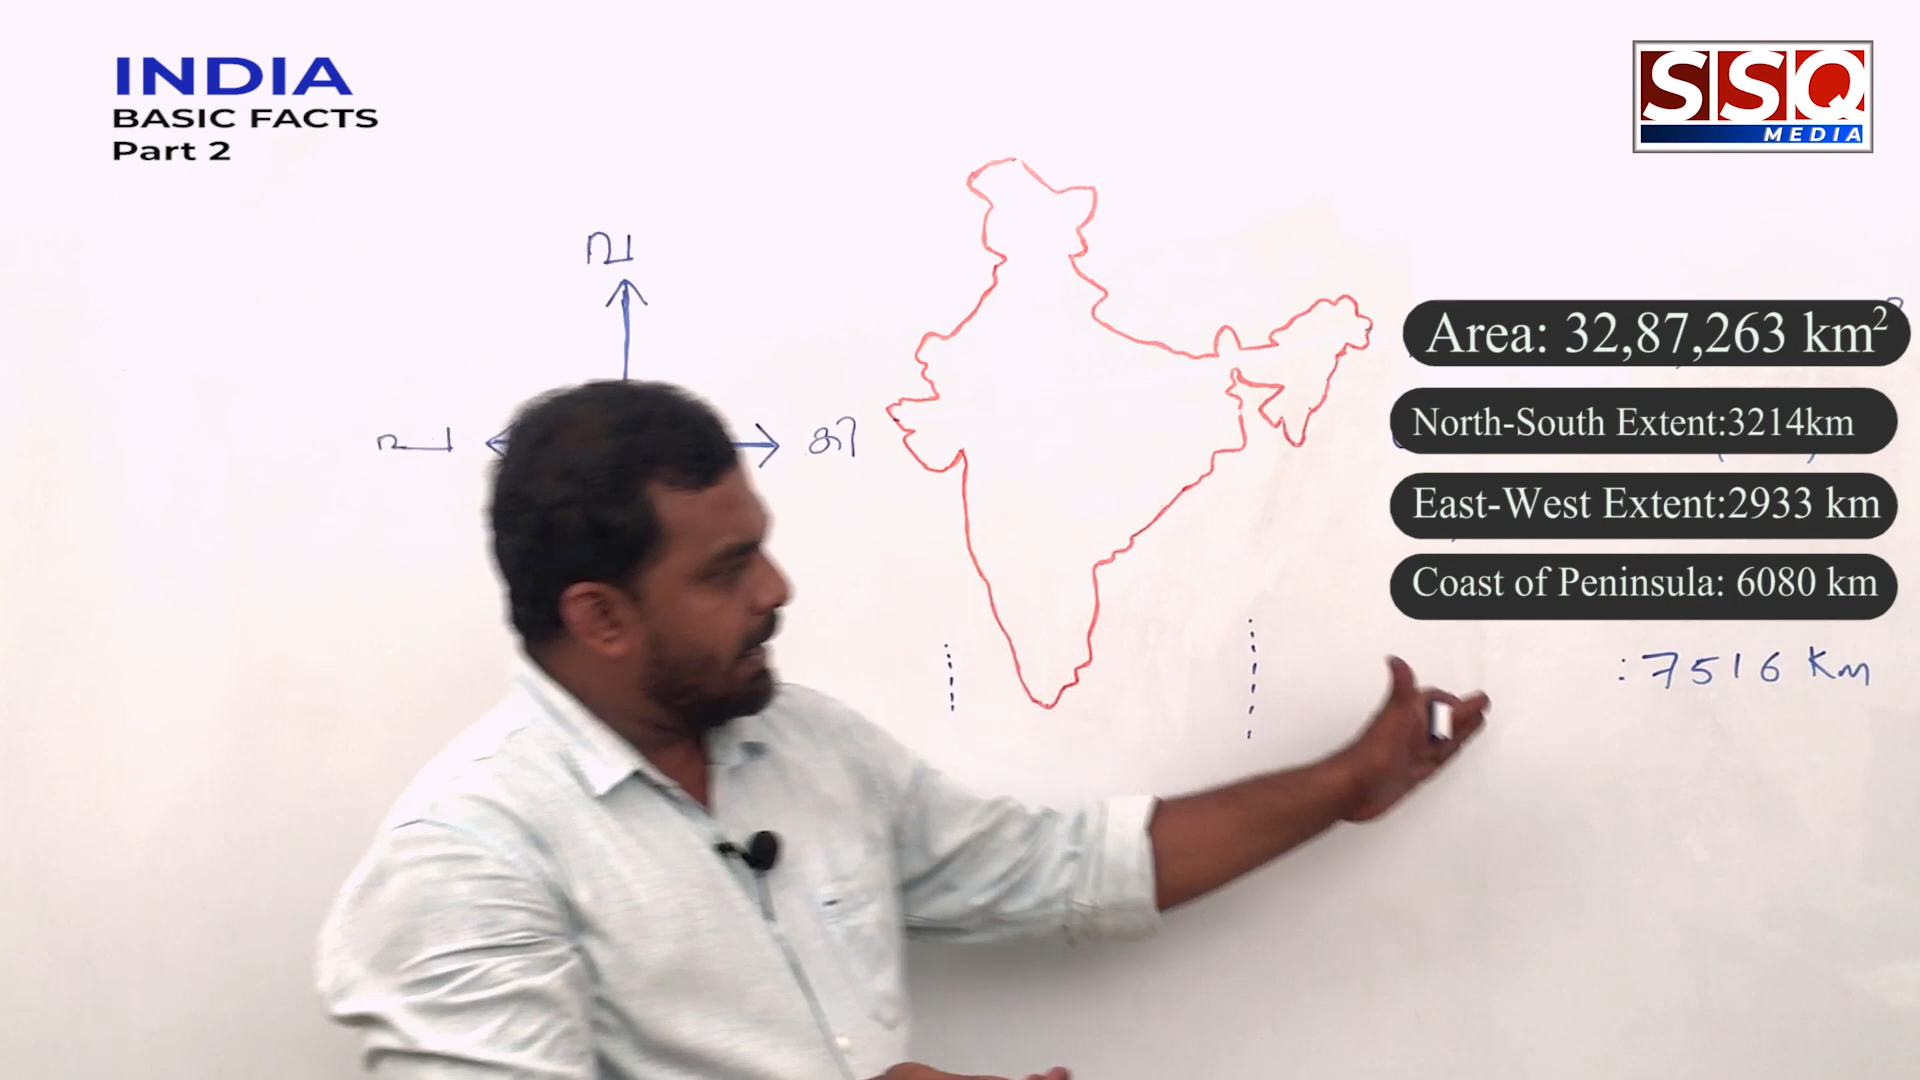 INDIA
BASIC FACTS
Part 2
SSQ
MEDIA
വ
പ
കി
Area: 32,87,263 km²
North-South Extent:3214km
East-West Extent:2933 km
Coast of Peninsula: 6080 km
: 7516 Km